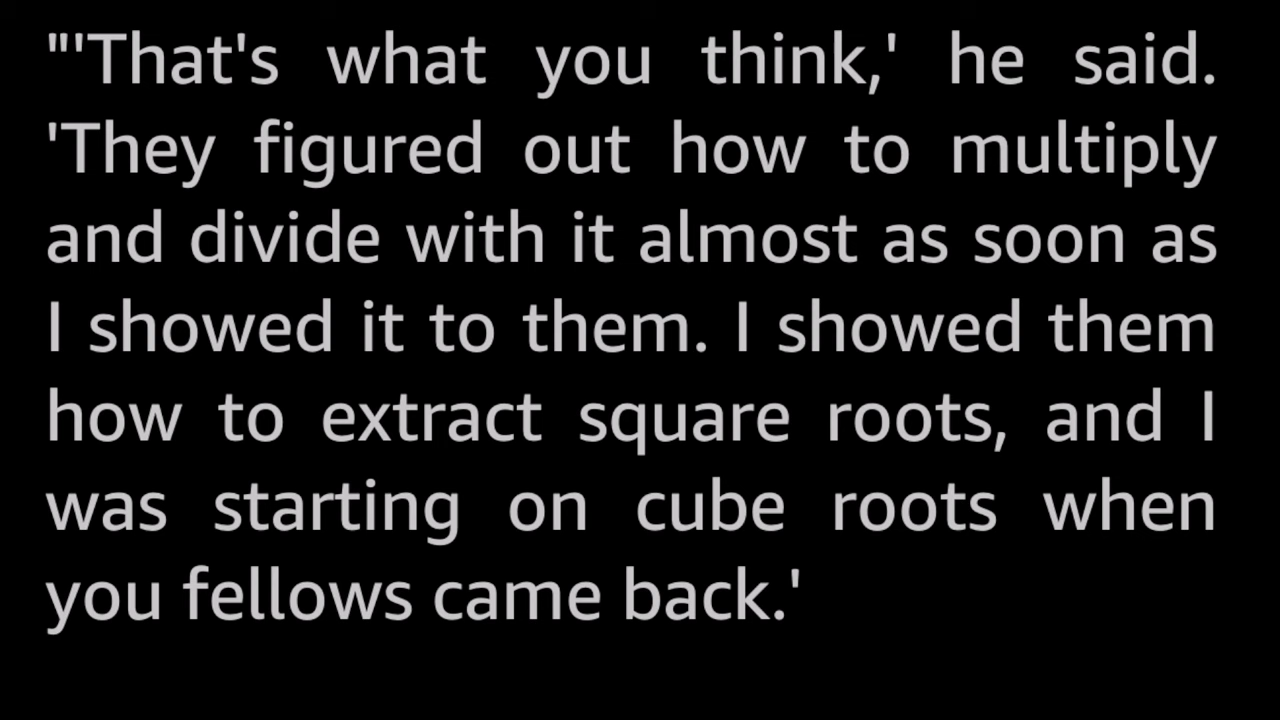 "'That's what you think,' he said.
'They figured out how to multiply
and divide with it almost as soon as
I showed it to them. I showed them
how to extract square roots, and I
was starting on cube roots when
you fellows came back.'